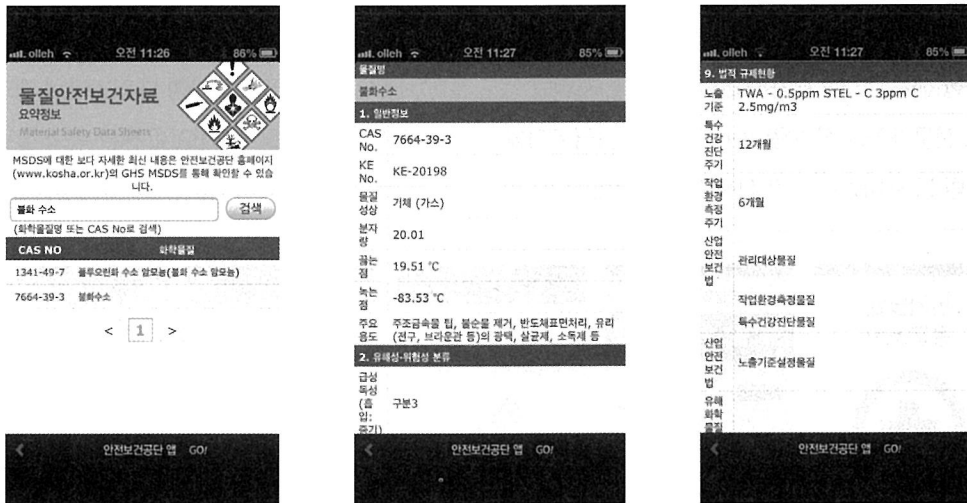 olleh 오전 11:26 86%
물질안전보건자료
요약정보
Material Safety Data Sheets
MSDS에 대한 보다 자세한 최신 내용은 안전보건공단 홈페이지
(www.kosha.or.kr)의 GHS MSDS를 통해 확인할 수 있습
니다.
불화 수소 검색
(화학물질명 또는 CAS No로 검색)
CAS NO 화학물질
1341-49-7 플루오린화 수소 암모늄(불화 수소 암모늄)
7664-39-3 불화수소
< 1 >
안전보건공단 앱 GO!
olleh 오전 11:27 85%
물질명
불화수소
1. 일반정보
CAS
No. 7664-39-3
KE
No. KE-20198
물질
성상 기체 (가스)
분자
량 20.01
끓는
점 19.51 ℃
녹는
점 -83.53 ℃
주요 주조금속물 팁, 불순물 제거, 반도체표면처리, 유리
용도 (전구, 브라운관 등)의 광택, 살균제, 소독제 등
2. 유해성·위험성 분류
급성
독성
(흡 구분3
입:
증기)
안전보건공단 앱 GO!
olleh 오전 11:27 85%
9. 법적 규제현황
노출 TWA - 0.5ppm STEL - C 3ppm C
기준 2.5mg/m3
특수
건강
진단 12개월
주기
작업
환경
측정 6개월
주기
산업
안전
보건 관리대상물질
법
작업환경측정물질
특수건강진단물질
산업
안전
보건 노출기준설정물질
법
유해
화학
물질
안전보건공단 앱 GO!